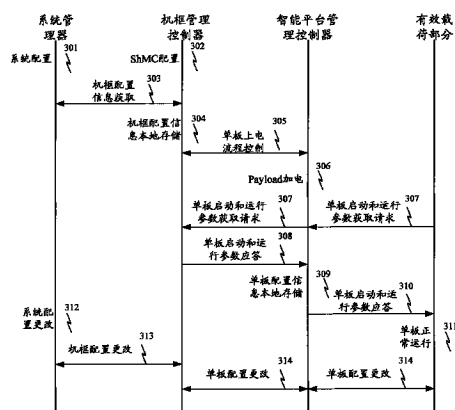 系统管
理器
机框管理
控制器
智能平台管
理控制器
有效载
荷部分
系统配置
301
ShMC配置
302
机框配置
信息获取
303
机框配置信
息本地存储
304
单板上电
流程控制
305
Payload加电
306
单板启动和运行
参数获取请求
307
单板启动和运行
参数获取请求
307
单板启动和运
行参数应答
308
单板配置信
息本地存储
309
单板启动和运
行参数应答
310
单板正
常运行
311
系统配
置更改
312
机框配置更改
313
单板配置更改
314
单板配置更改
314